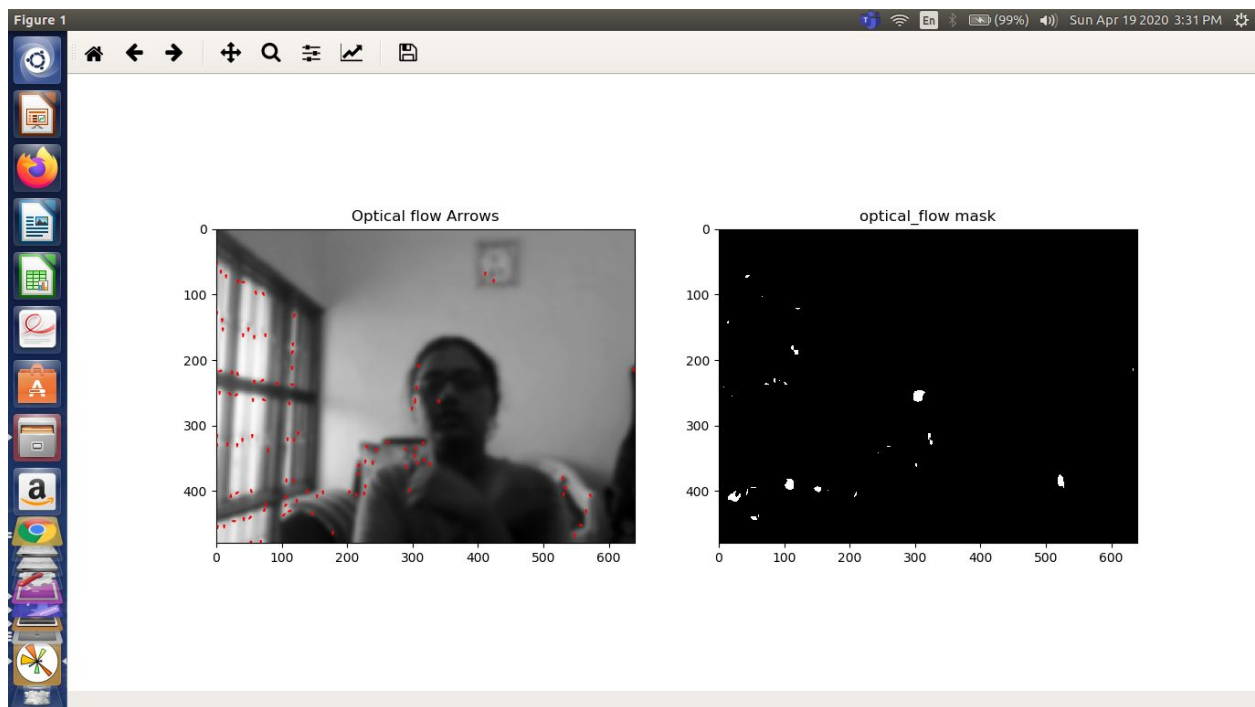 Figure 1
En
(99%)
Sun Apr 19 2020 3:31 PM
Optical flow Arrows
0
100
200
300
400
0 100 200 300 400 500 600
optical_flow mask
0
100
200
300
400
0 100 200 300 400 500 600
A
a